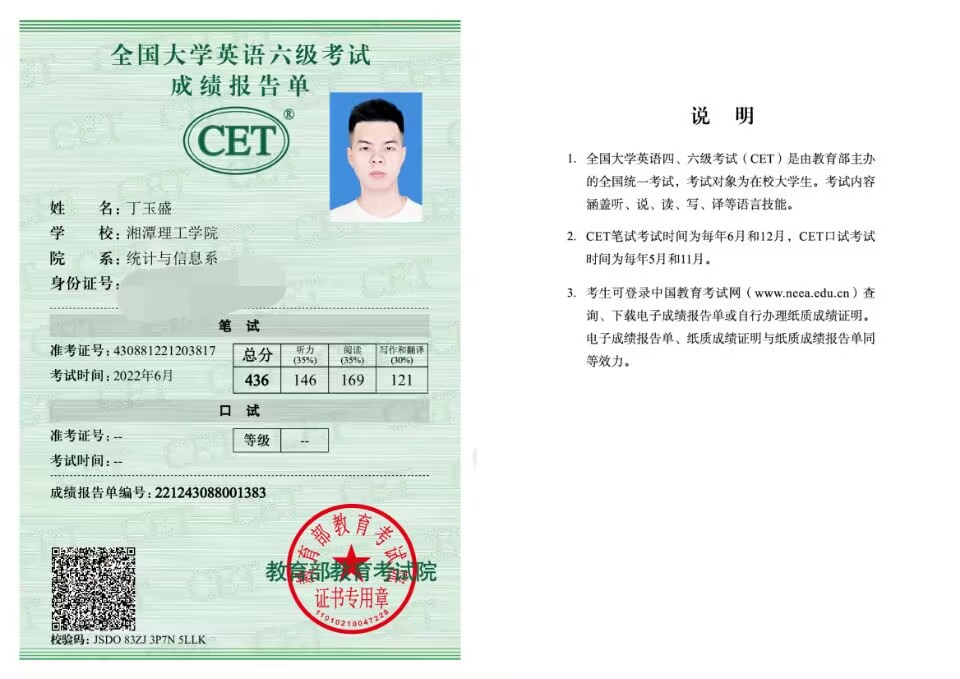 全国大学英语六级考试
成绩报告单
CET®
姓 名：丁玉盛
学 校：湘潭理工学院
院 系：统计与信息系
身份证号：
笔 试
准考证号：430881221203817
考试时间：2022年6月
总分 听力(35%) 阅读(35%) 写作和翻译(30%)
436 146 169 121
口 试
准考证号：--
考试时间：--
等级 --
成绩报告单编号：221243088001383
教育部教育考试院
教育部教育考试院
证书专用章
11010210047228
校验码：JSDO 83ZJ 3P7N 5LLK
说 明
1. 全国大学英语四、六级考试（CET）是由教育部主办
的全国统一考试，考试对象为在校大学生。考试内容
涵盖听、说、读、写、译等语言技能。
2. CET笔试考试时间为每年6月和12月，CET口试考试
时间为每年5月和11月。
3. 考生可登录中国教育考试网（www.neea.edu.cn）查
询、下载电子成绩报告单或自行办理纸质成绩证明。
电子成绩报告单、纸质成绩证明与纸质成绩报告单同
等效力。